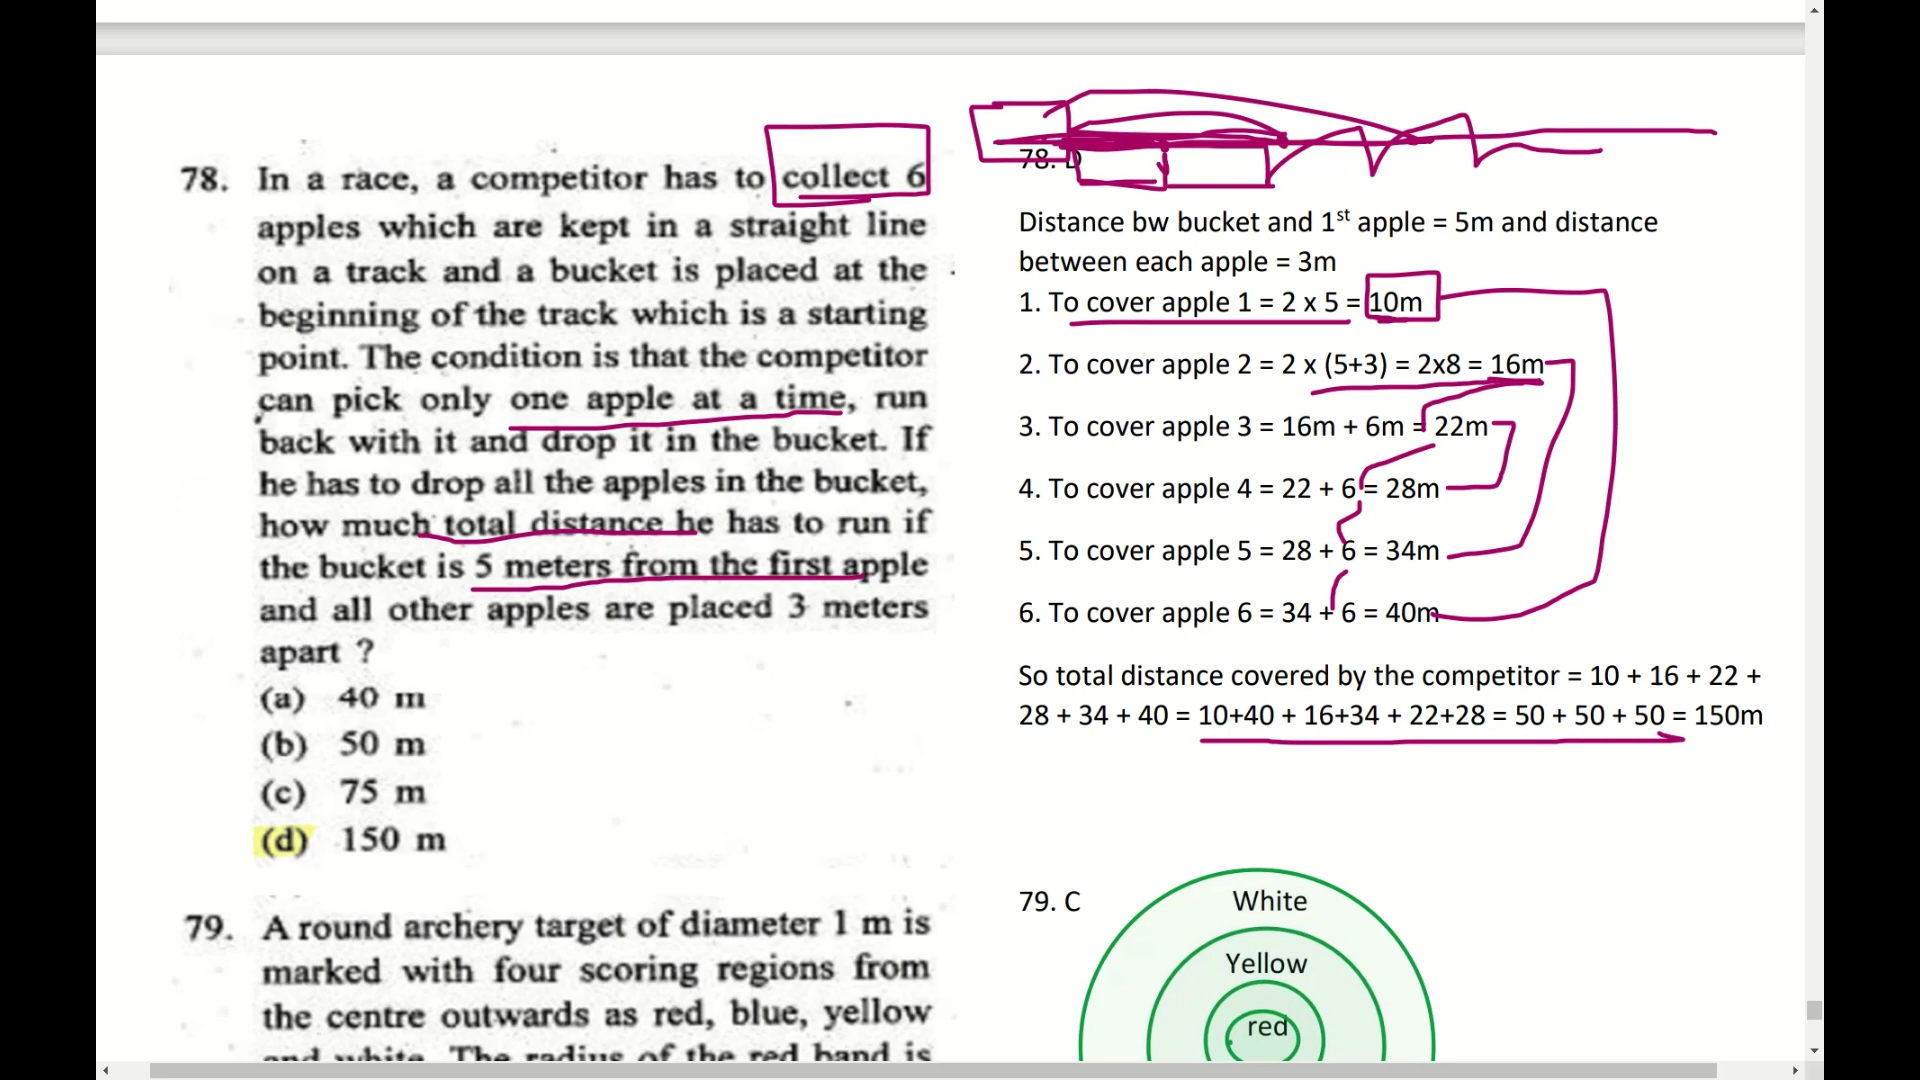 78. In a race, a competitor has to collect 6
apples which are kept in a straight line
on a track and a bucket is placed at the
beginning of the track which is a starting
point. The condition is that the competitor
can pick only one apple at a time, run
back with it and drop it in the bucket. If
he has to drop all the apples in the bucket,
how much total distance he has to run if
the bucket is 5 meters from the first apple
and all other apples are placed 3 meters
apart ?
(a) 40 m
(b) 50 m
(c) 75 m
(d) 150 m
79. A round archery target of diameter 1 m is
marked with four scoring regions from
the centre outwards as red, blue, yellow
and white. The radius of the red band is
78. D
Distance bw bucket and 1st apple = 5m and distance
between each apple = 3m
1. To cover apple 1 = 2 x 5 = 10m
2. To cover apple 2 = 2 x (5+3) = 2x8 = 16m
3. To cover apple 3 = 16m + 6m = 22m
4. To cover apple 4 = 22 + 6 = 28m
5. To cover apple 5 = 28 + 6 = 34m
6. To cover apple 6 = 34 + 6 = 40m
So total distance covered by the competitor = 10 + 16 + 22 +
28 + 34 + 40 = 10+40 + 16+34 + 22+28 = 50 + 50 + 50 = 150m
79. C
White
Yellow
red